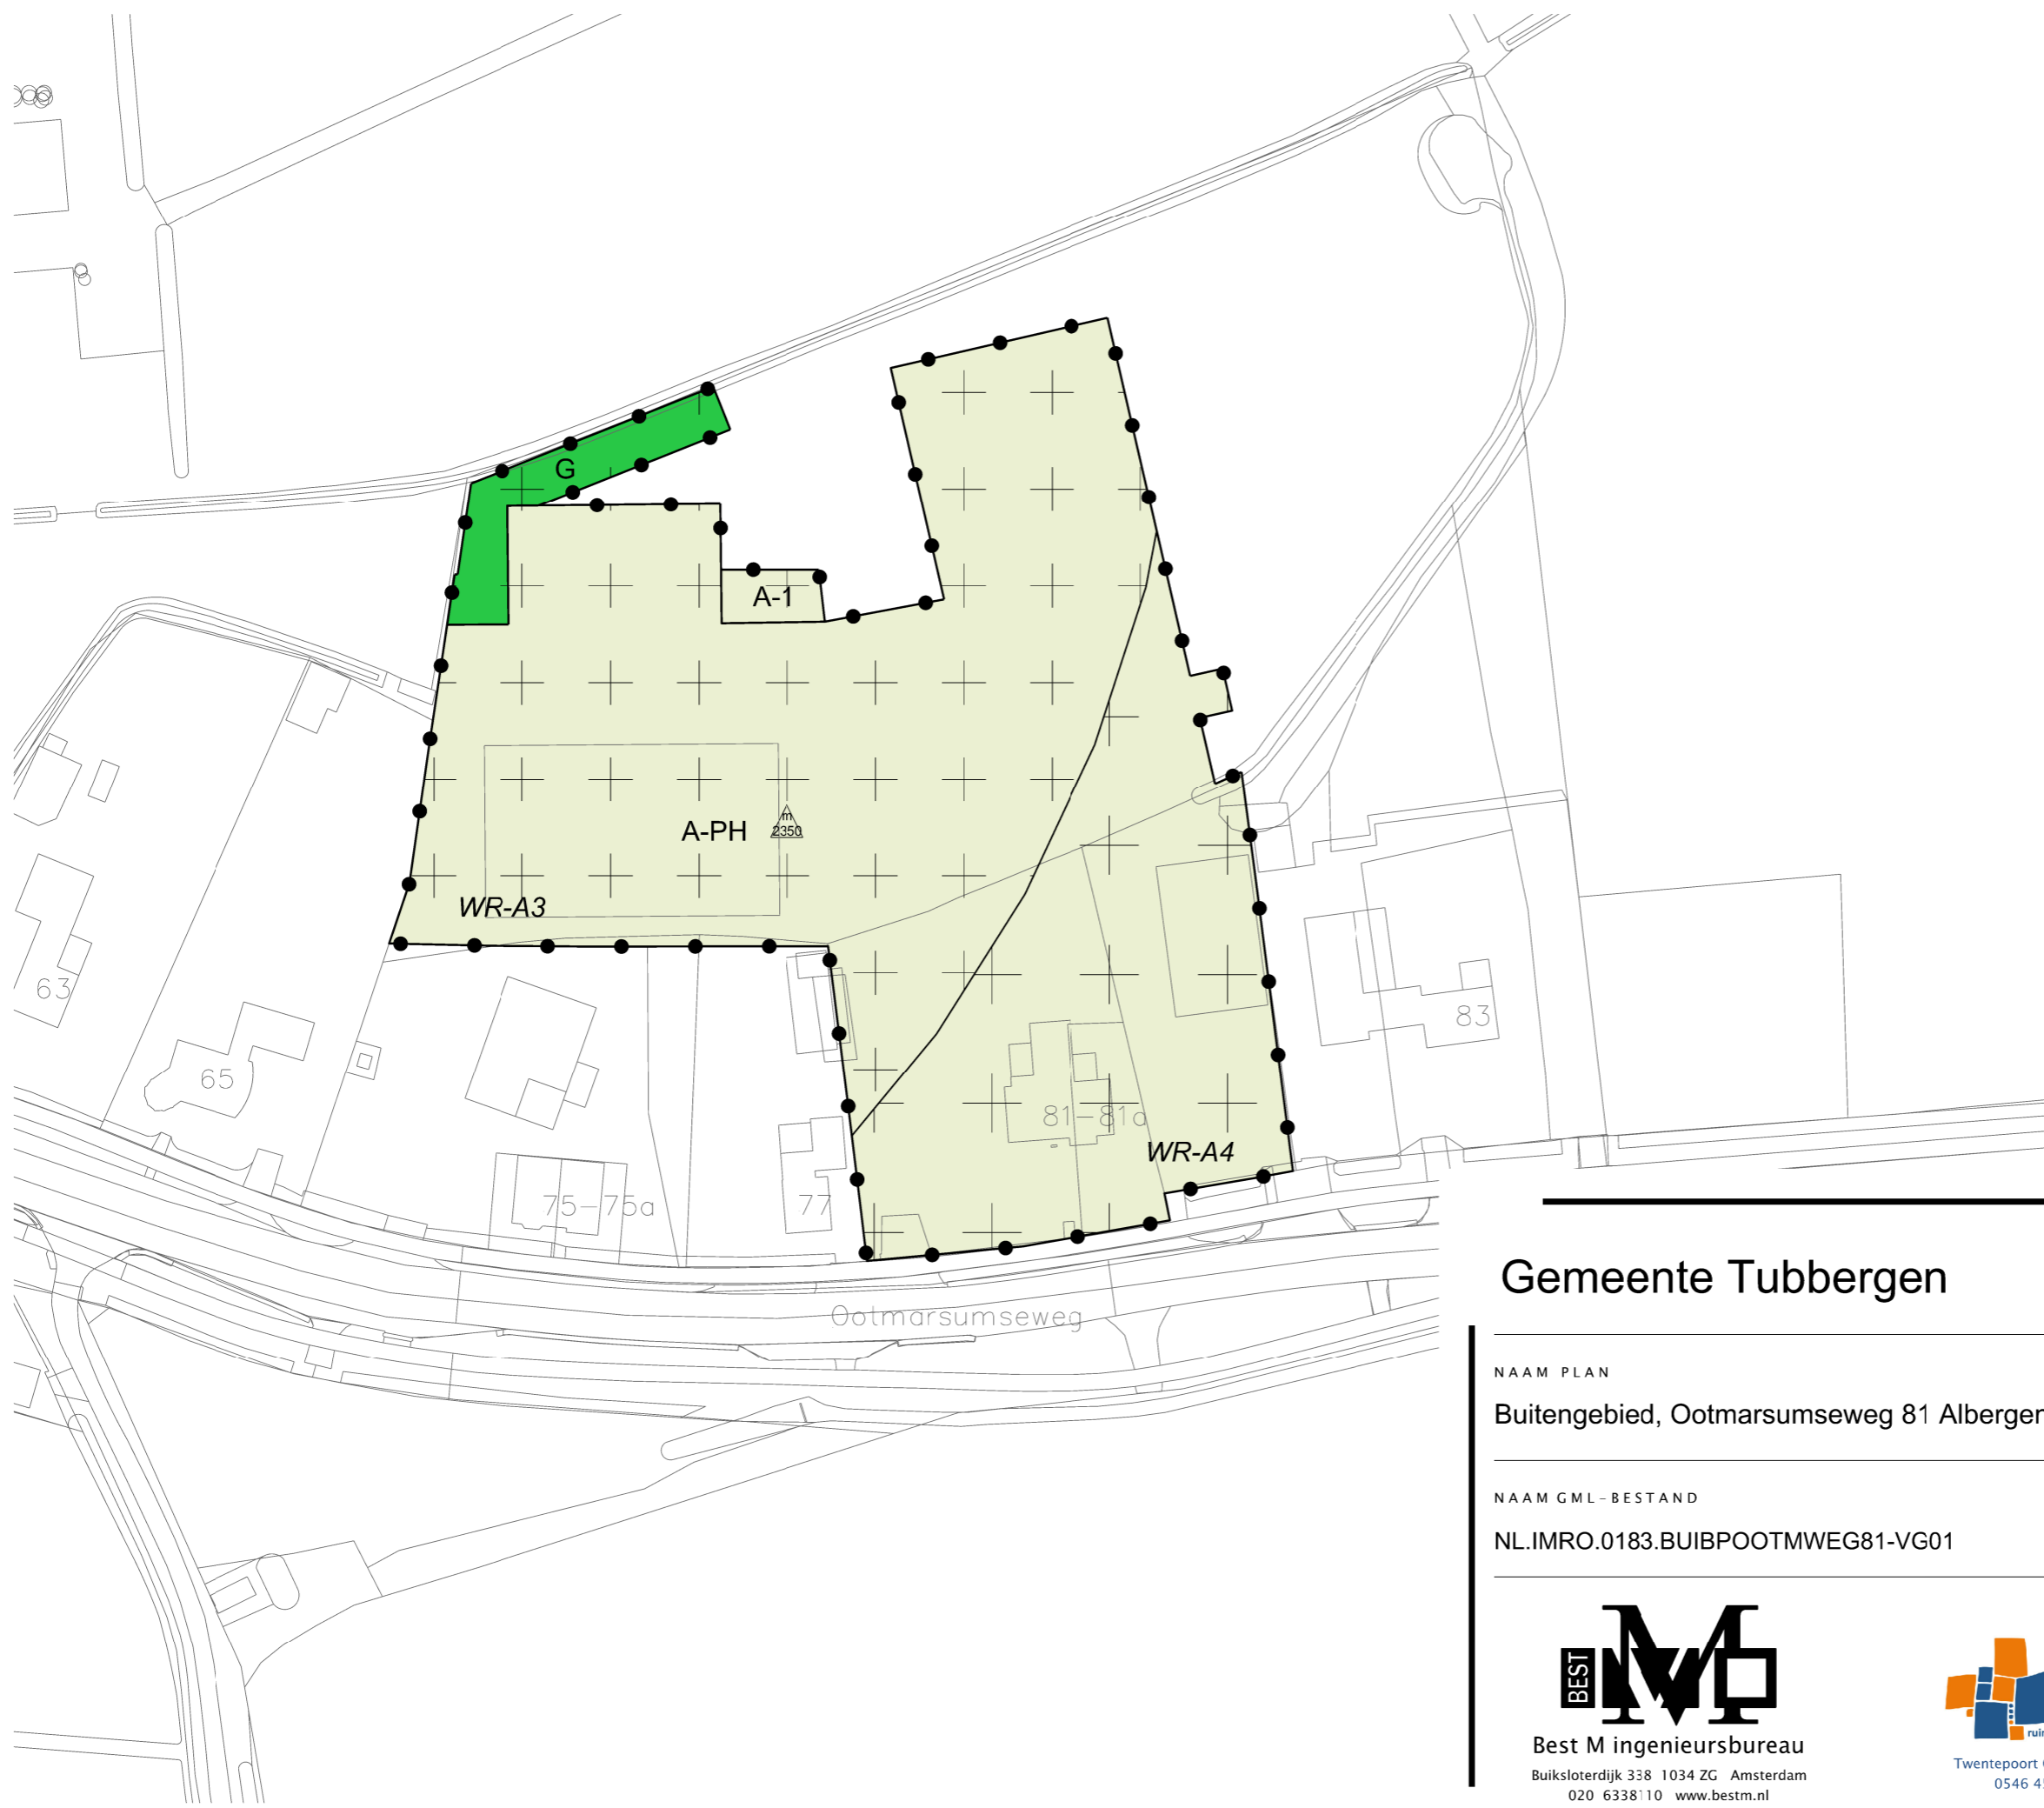 G
A-1
A-PH
m
2350
WR-A3
63
83
65
81-81a
WR-A4
75-75a
77
Ootmarsumseweg
Gemeente Tubbergen
NAAM PLAN
Buitengebied, Ootmarsumseweg 81 Albergen
NAAM GML-BESTAND
NL.IMRO.0183.BUIBPOOTMWEG81-VG01
BEST
M
Best M ingenieursbureau
Buiksloterdijk 338 1034 ZG Amsterdam
Twentepoort
020 6338110 www.bestm.nl
0546